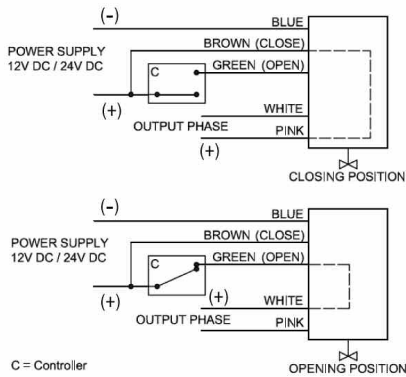 (-)
BLUE
POWER SUPPLY
12V DC / 24V DC
BROWN (CLOSE)
C
GREEN (OPEN)
(+)
WHITE
OUTPUT PHASE
PINK
(+)
CLOSING POSITION
(-)
BLUE
POWER SUPPLY
12V DC / 24V DC
BROWN (CLOSE)
C
GREEN (OPEN)
(+)
(+)
WHITE
OUTPUT PHASE
PINK
C = Controller
OPENING POSITION